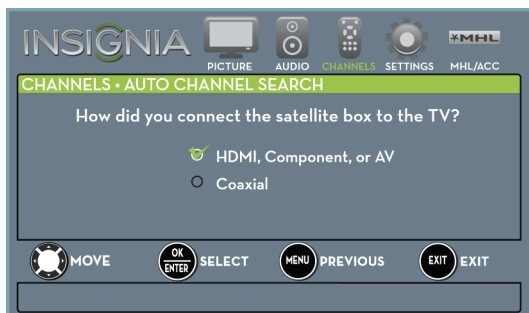 INSIGNIA
PICTURE AUDIO CHANNELS SETTINGS MHL/ACC
MHL
CHANNELS • AUTO CHANNEL SEARCH
How did you connect the satellite box to the TV?
HDMI, Component, or AV
Coaxial
MOVE OK ENTER SELECT MENU PREVIOUS EXIT EXIT